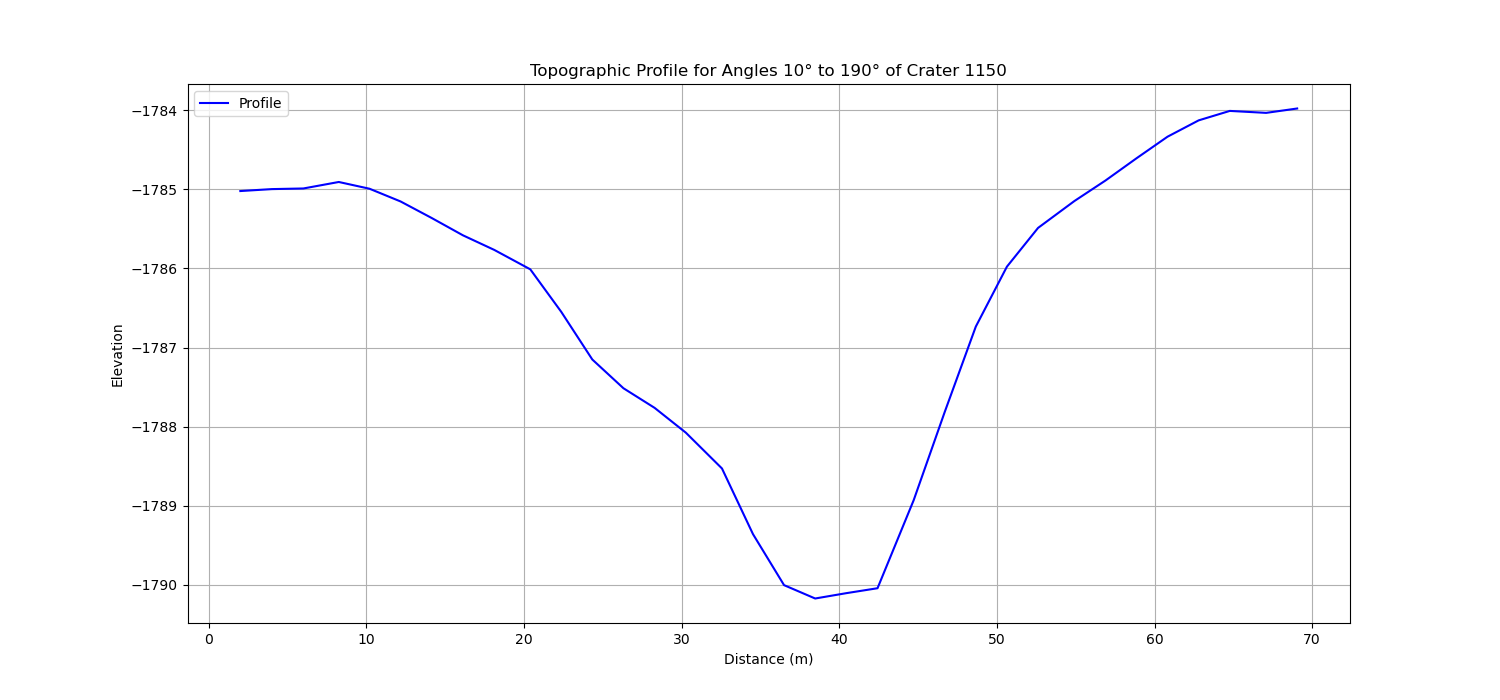 Topographic Profile for Angles 10° to 190° of Crater 1150
Profile
−1784
−1785
−1786
−1787
−1788
−1789
−1790
Elevation
0 10 20 30 40 50 60 70
Distance (m)